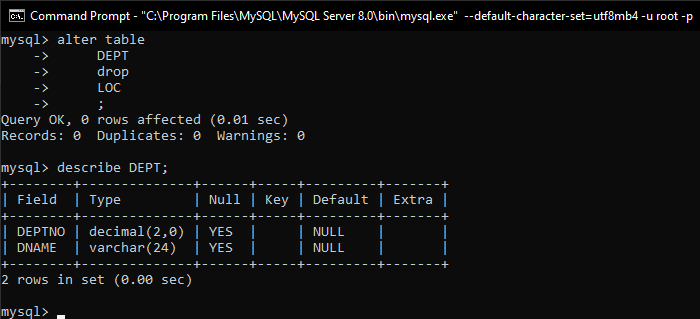 Command Prompt - "C:\Program Files\MySQL\MySQL Server 8.0\bin\mysql.exe"  --default-character-set=utf8mb4 -u root -p
mysql> alter table
    ->      DEPT
    ->      drop
    ->      LOC
    ->      ;
Query OK, 0 rows affected (0.01 sec)
Records: 0  Duplicates: 0  Warnings: 0
mysql> describe DEPT;
+--------+--------------+------+-----+---------+-------+
| Field  | Type         | Null | Key | Default | Extra |
+--------+--------------+------+-----+---------+-------+
| DEPTNO | decimal(2,0) | YES  |     | NULL    |       |
| DNAME  | varchar(24)  | YES  |     | NULL    |       |
+--------+--------------+------+-----+---------+-------+
2 rows in set (0.00 sec)
mysql>